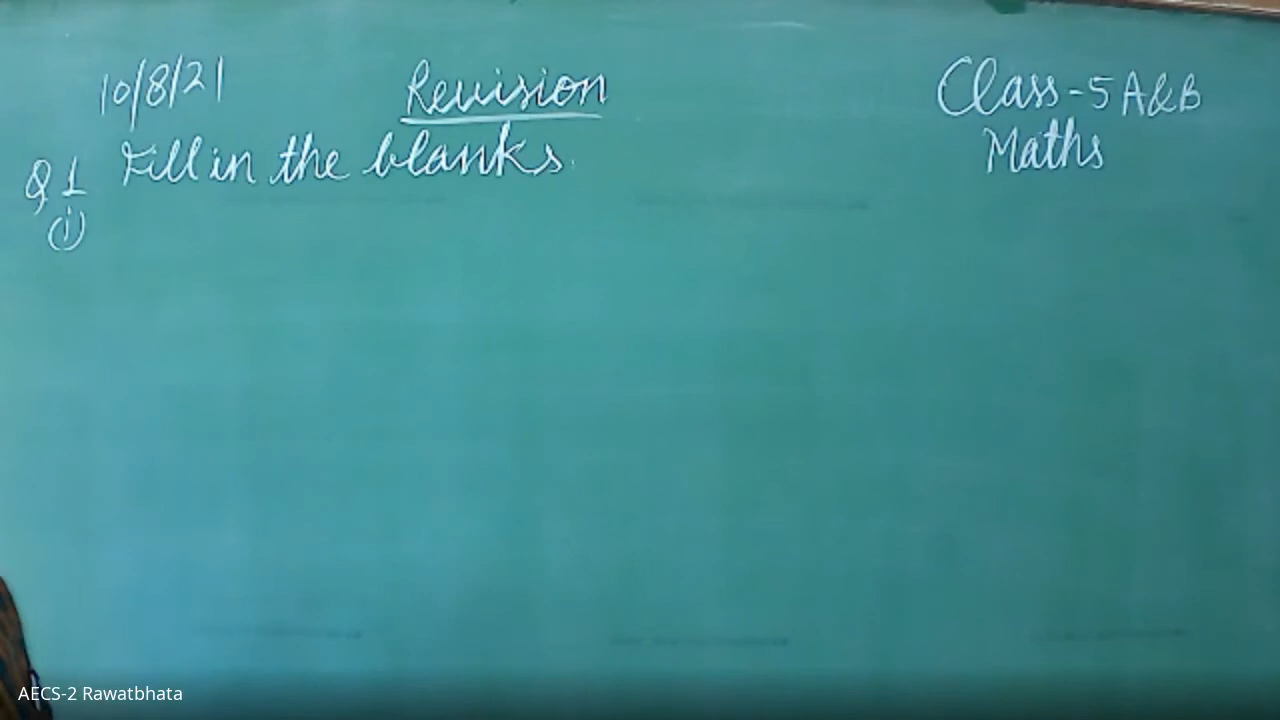 10/8/21 Revision Class-5 A&B
Maths
Q1 Fill in the blanks.
(i)
AECS-2 Rawatbhata